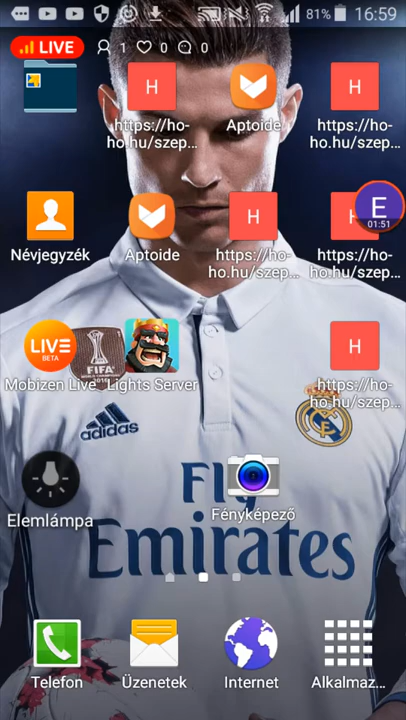 81% 16:59
LIVE 1 0 0
H H
https://ho-
ho.hu/szep...
Aptoide
https://ho-
ho.hu/szep...
H H
E
01:51
Névjegyzék
Aptoide
https://ho-
ho.hu/szep...
https://ho-
ho.hu/szep...
LIVE
BETA
FIFA
H
Mobizen Live
Lights Server
https://ho-
ho.hu/szep...
adidas
Fly
Emirates
Elemlámpa
Fényképező
Telefon
Üzenetek
Internet
Alkalmaz...